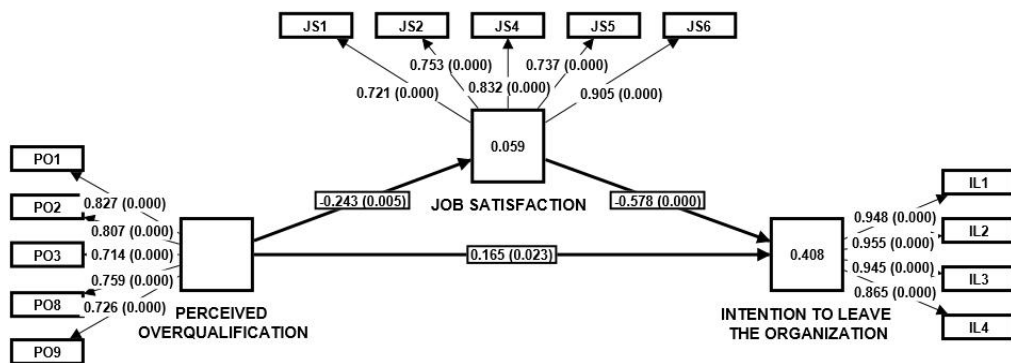 JS1
JS2
JS4
JS5
JS6
0.721 (0.000)
0.753 (0.000)
0.832 (0.000)
0.737 (0.000)
0.905 (0.000)
0.059
JOB SATISFACTION
PO1
PO2
PO3
PO8
PO9
0.827 (0.000)
0.807 (0.000)
0.714 (0.000)
0.759 (0.000)
0.726 (0.000)
PERCEIVED
OVERQUALIFICATION
-0.243 (0.005)
-0.578 (0.000)
0.165 (0.023)
0.408
INTENTION TO LEAVE
THE ORGANIZATION
0.948 (0.000)
0.955 (0.000)
0.945 (0.000)
0.865 (0.000)
IL1
IL2
IL3
IL4